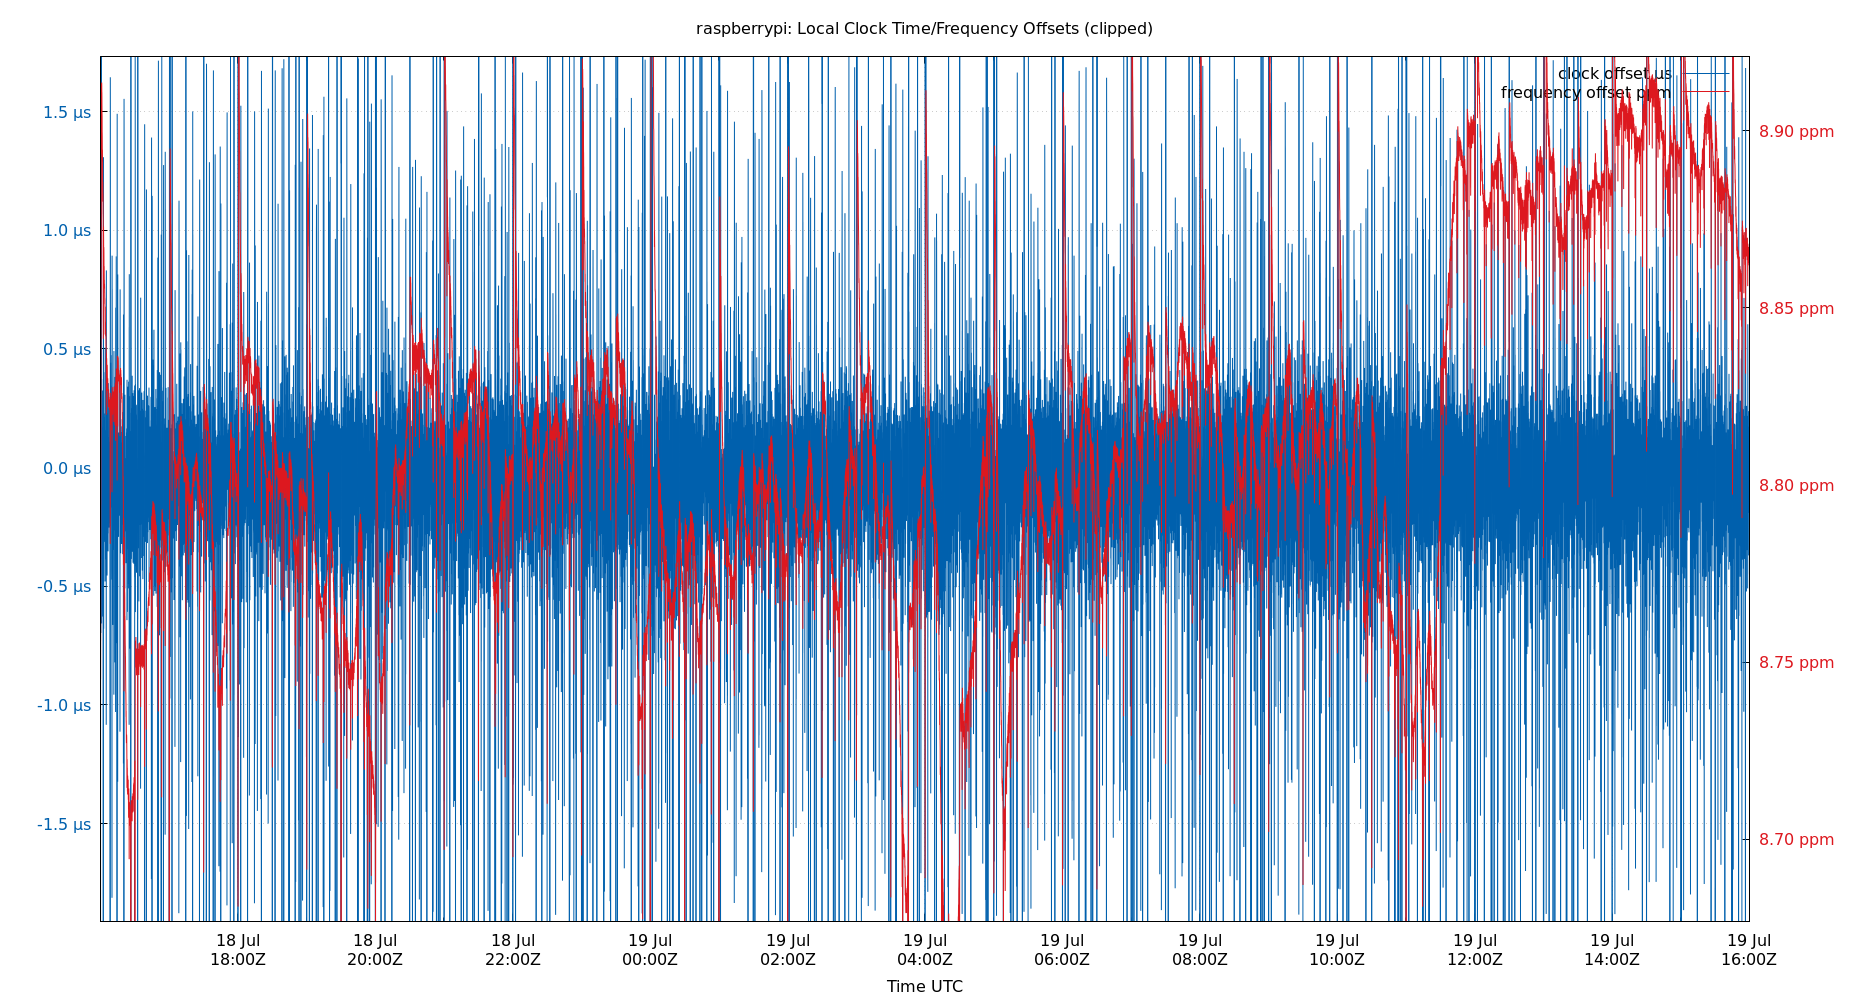 raspberrypi: Local Clock Time/Frequency Offsets (clipped)
clock offset µs
frequency offset ppm
1.5 µs
1.0 µs
0.5 µs
0.0 µs
-0.5 µs
-1.0 µs
-1.5 µs
8.90 ppm
8.85 ppm
8.80 ppm
8.75 ppm
8.70 ppm
18 Jul 18 Jul 18 Jul 19 Jul 19 Jul 19 Jul 19 Jul 19 Jul 19 Jul 19 Jul 19 Jul 19 Jul
18:00Z 20:00Z 22:00Z 00:00Z 02:00Z 04:00Z 06:00Z 08:00Z 10:00Z 12:00Z 14:00Z 16:00Z
Time UTC